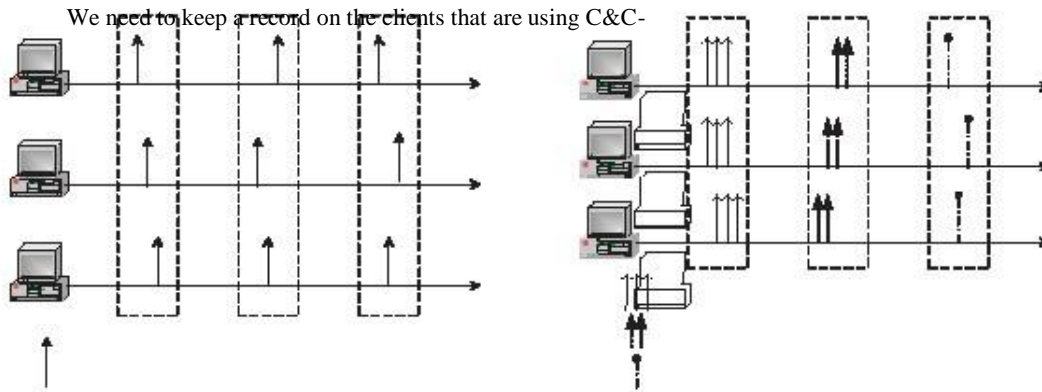 We need to keep a record on the clients that are using C&C-